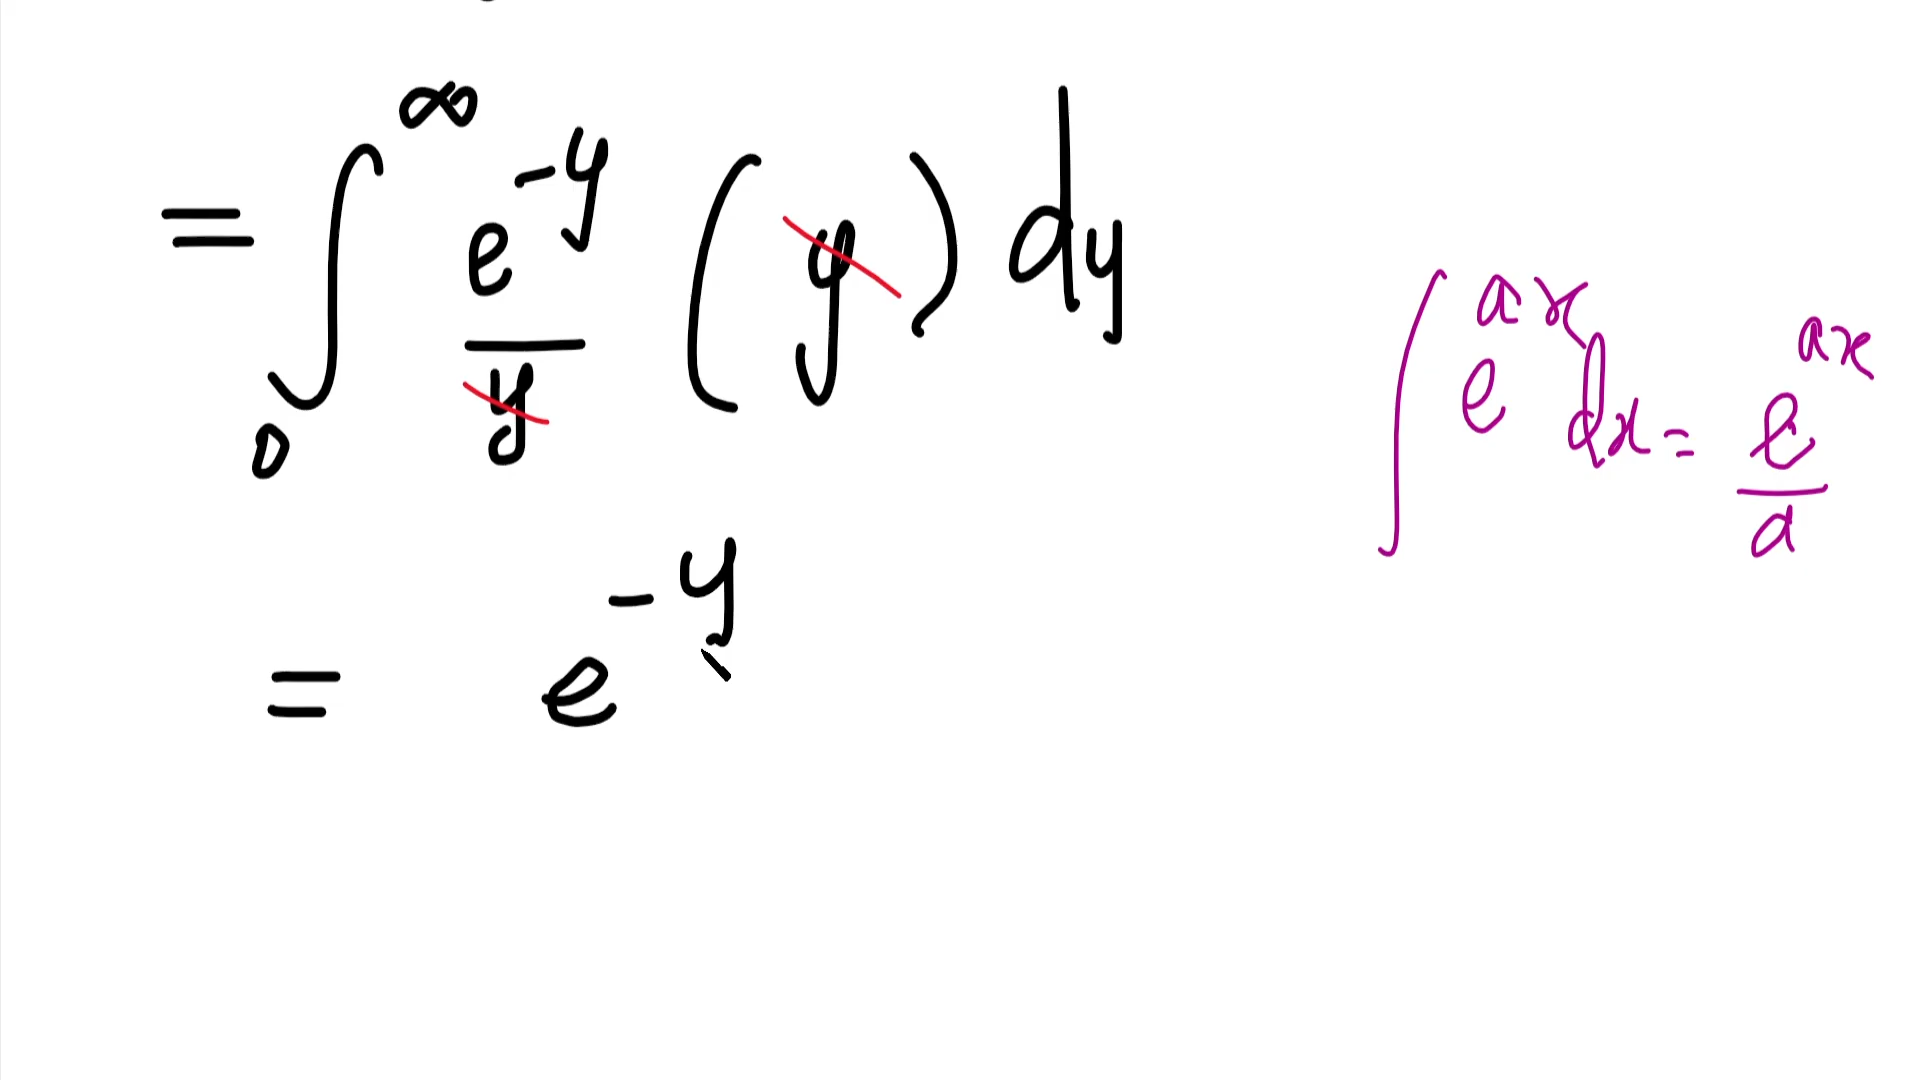 = ∫₀^∞ e^{-y}/y (y) dy
∫ e^{ax} dx = e^{ax}/a
= e^{-y}